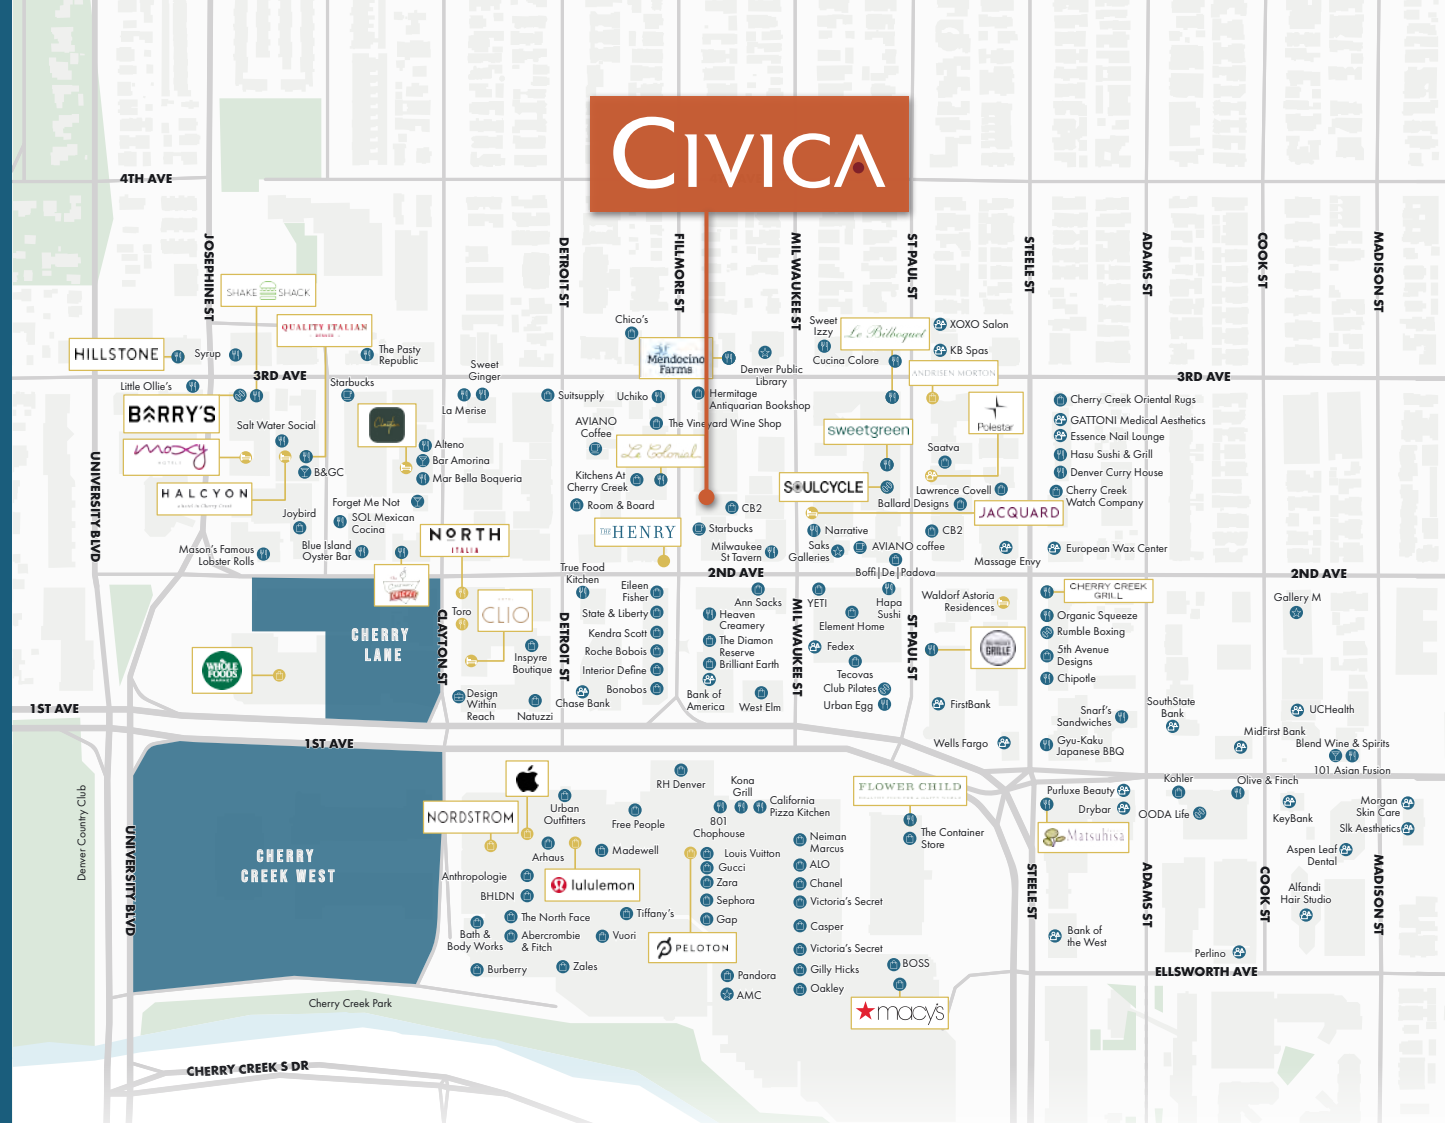 CIVICA
4TH AVE
JOSEPHINE ST
DETROIT ST
FILLMORE ST
MILWAUKEE ST
ST PAUL ST
STEELE ST
ADAMS ST
COOK ST
MADISON ST
SHAKE SHACK
QUALITY ITALIAN
HILLSTONE
Syrup
The Pasty
Republic
Chico's
Mendocino
Farms
Denver Public
Library
Sweet
Izzy
Le Bilboquet
Cucina Colore
XOXO Salon
KB Spas
ANDRISEN MORTON
3RD AVE
3RD AVE
Little Ollie's
BARRY'S
Starbucks
Sweet
Ginger
La Merise
Suitsupply
Uchiko
Hermitage
Antiquarian Bookshop
The Vineyard Wine Shop
AVIANO
Coffee
Le Colonial
Kitchens At
Cherry Creek
Room & Board
Salt Water Social
moxy
HOTELS
B&GC
HALCYON
a hotel in Cherry Creek
Alteno
Bar Amorina
Mar Bella Boqueria
Forget Me Not
SOL Mexican
Cocina
Joybird
Blue Island
Oyster Bar
Mason's Famous
Lobster Rolls
NORTH
ITALIA
THE HENRY
CB2
Starbucks
Milwaukee
St Tavern
sweetgreen
SOULCYCLE
Polestar
Saatva
Lawrence Covell
Ballard Designs
JACQUARD
Narrative
Saks
Galleries
AVIANO coffee
CB2
Boffi|De|Padova
Massage Envy
Cherry Creek Oriental Rugs
GATTONI Medical Aesthetics
Essence Nail Lounge
Hasu Sushi & Grill
Denver Curry House
Cherry Creek
Watch Company
European Wax Center
UNIVERSITY BLVD
2ND AVE
2ND AVE
CHERRY
LANE
CLAYTON ST
Toro
CLIO
Inspyre
Boutique
Design
Within
Reach
Natuzzi
DETROIT ST
True Food
Kitchen
Chase Bank
Eileen
Fisher
State & Liberty
Kendra Scott
Roche Bobois
Interior Define
Bonobos
Ann Sacks
Heaven
Creamery
The Diamon
Reserve
Brilliant Earth
Bank of
America
West Elm
MILWAUKEE ST
YETI
Element Home
Hapa
Sushi
Fedex
Tecovas
Club Pilates
Urban Egg
ST PAUL ST
Waldorf Astoria
Residences
GRILLE
FirstBank
Wells Fargo
CHERRY CREEK
GRILL
Organic Squeeze
Rumble Boxing
5th Avenue
Designs
Chipotle
Snarf's
Sandwiches
Gyu-Kaku
Japanese BBQ
SouthState
Bank
Gallery M
UCHealth
MidFirst Bank
Blend Wine & Spirits
101 Asian Fusion
WHOLE
FOODS
MARKET
1ST AVE
1ST AVE
Denver Country Club
UNIVERSITY BLVD
CHERRY
CREEK WEST
NORDSTROM
Urban
Outfitters
Arhaus
Anthropologie
BHLDN
lululemon
Madewell
Free People
RH Denver
Kona
Grill
801
Chophouse
California
Pizza Kitchen
Louis Vuitton
Gucci
Zara
Sephora
Gap
PELOTON
The North Face
Abercrombie
& Fitch
Tiffany's
Vuori
Bath &
Body Works
Burberry
Zales
Pandora
AMC
Neiman
Marcus
ALO
Chanel
Victoria's Secret
Casper
Victoria's Secret
Gilly Hicks
Oakley
FLOWER CHILD
The Container
Store
BOSS
macy's
Purluxe Beauty
Drybar
Matsuhisa
Kohler
OODA Life
Olive & Finch
KeyBank
Morgan
Skin Care
Slk Aesthetics
Aspen Leaf
Dental
Alfandi
Hair Studio
STEELE ST
ADAMS ST
COOK ST
MADISON ST
Bank of
the West
Perlino
ELLSWORTH AVE
Cherry Creek Park
CHERRY CREEK S DR